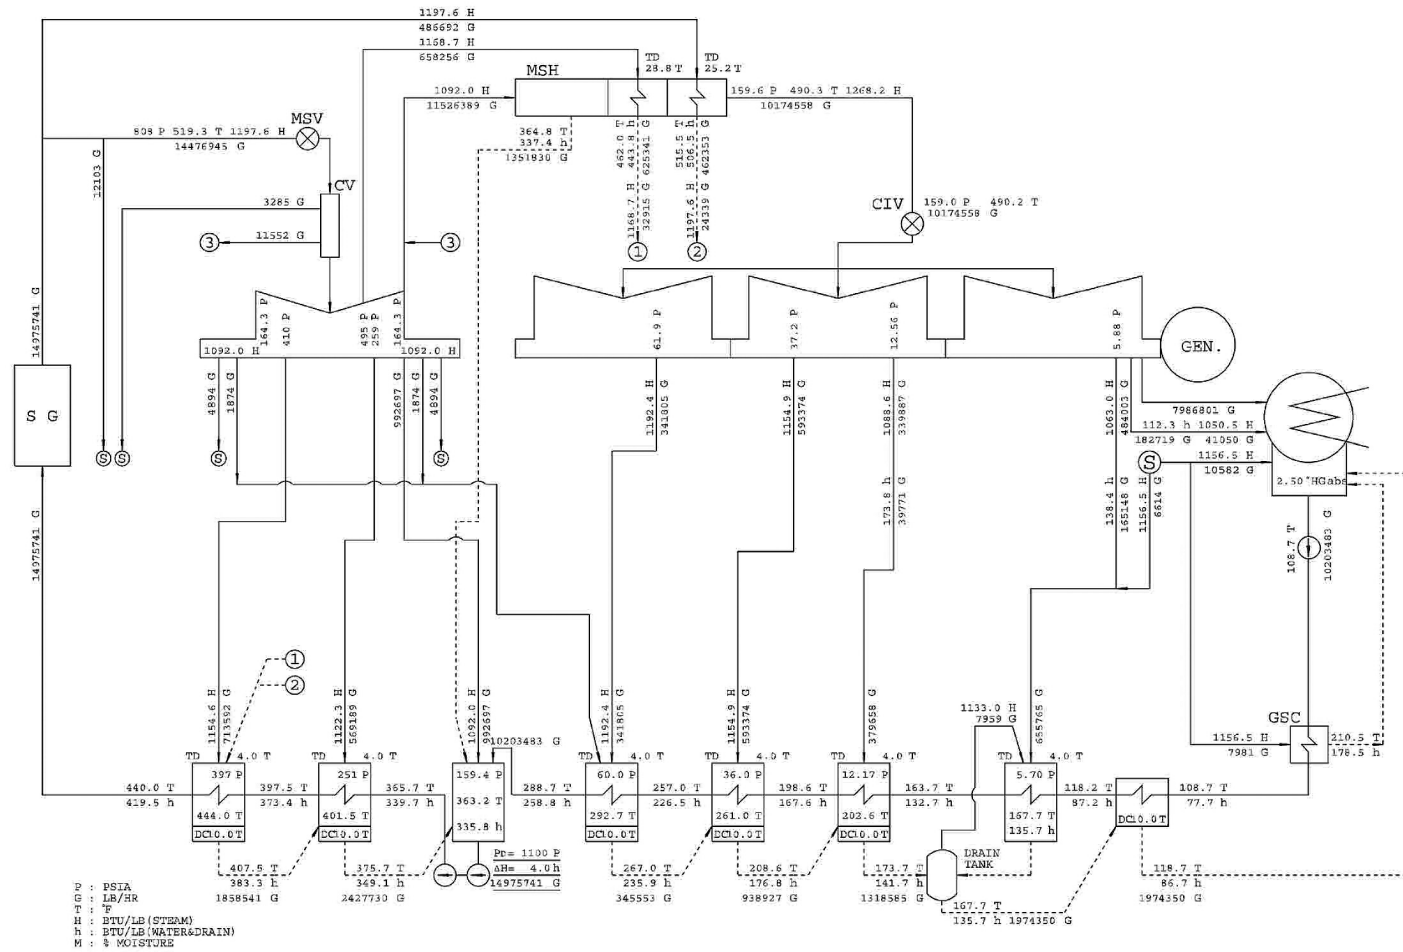 1197.6 H
486692 G
1168.7 H
658256 G
TD
28.8 T
TD
25.2 T
MSH
1092.0 H
11526389 G
159.6 P 490.3 T 1268.2 H
10174558 G
MSV
808 P 519.3 T 1197.6 H
14476945 G
364.8 T
337.4 h
1351830 G
462.0 T
443.8 h
625341 G
515.5 T
506.5 h
462353 G
12103 G
CV
3285 G
3
11552 G
3
1168.7 H
32915 G
1197.6 H
24339 G
1
2
CIV
159.0 P 490.2 T
10174558 G
14975741 G
164.3 P
410 P
495 P
259 P
164.3 P
61.9 P
37.2 P
12.56 P
5.88 P
GEN.
1092.0 H
1092.0 H
S G
4894 G
1874 G
992697 G
1874 G
4894 G
S
S
S
S
1192.4 H
341805 G
1154.9 H
593374 G
1088.6 H
339887 G
1063.0 H
484003 G
7986801 G
112.3 h 1050.5 H
182719 G 41050 G
S
1156.5 H
10582 G
2.50"HGabs
173.8 h
39771 G
138.4 h
165148 G
1156.5 H
6614 G
108.7 T
10203483 G
14975741 G
1
2
1154.6 H
713592 G
1122.3 H
569189 G
1092.0 H
992697 G
1192.4 H
341805 G
1154.9 H
593374 G
379658 G
1133.0 H
7959 G
655765 G
GSC
1156.5 H
7981 G
210.5 T
178.5 h
10203483 G
TD 4.0 T
TD 4.0 T
TD 4.0 T
TD 4.0 T
TD 4.0 T
TD 4.0 T
440.0 T
419.5 h
397 P
444.0 T
DC10.0T
397.5 T
373.4 h
251 P
401.5 T
DC10.0T
365.7 T
339.7 h
159.4 P
363.2 T
335.8 h
288.7 T
258.8 h
60.0 P
292.7 T
DC10.0T
257.0 T
226.5 h
36.0 P
261.0 T
DC10.0T
198.6 T
167.6 h
12.17 P
202.6 T
DC10.0T
163.7 T
132.7 h
5.70 P
167.7 T
135.7 h
118.2 T
87.2 h
DC10.0T
108.7 T
77.7 h
407.5 T
383.3 h
1858541 G
375.7 T
349.1 h
2427730 G
PD= 1100 P
ΔH= 4.0 h
14975741 G
267.0 T
235.9 h
345553 G
208.6 T
176.8 h
938927 G
173.7 T
141.7 h
1318585 G
DRAIN
TANK
167.7 T
135.7 h 1974350 G
118.7 T
86.7 h
1974350 G
P : PSIA
G : LB/HR
T : °F
H : BTU/LB(STEAM)
h : BTU/LB(WATER&DRAIN)
M : % MOISTURE